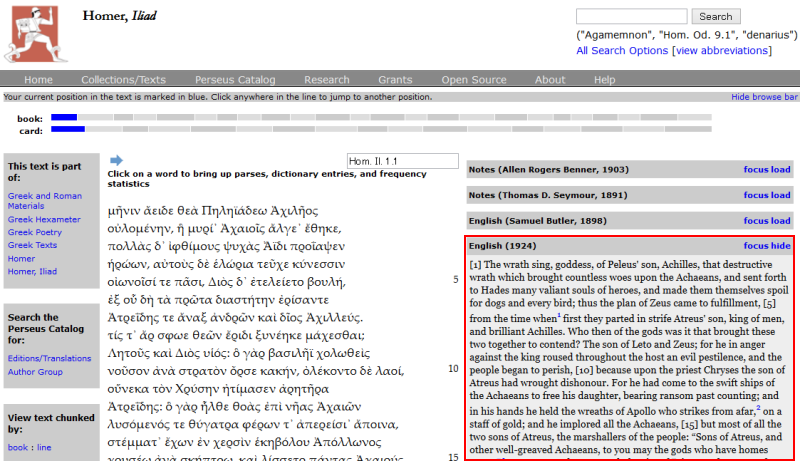 Homer, Iliad
Search
("Agamemnon", "Hom. Od. 9.1", "denarius")
All Search Options [view abbreviations]
Home Collections/Texts Perseus Catalog Research Grants Open Source About Help
Your current position in the text is marked in blue. Click anywhere in the line to jump to another position.
Hide browse bar
book:
card:
This text is part
of:
Greek and Roman
Materials
Greek Hexameter
Greek Poetry
Greek Texts
Homer
Homer, Iliad
Search the
Perseus Catalog
for:
Editions/Translations
Author Group
View text chunked
by:
book : line
Hom. Il. 1.1
Click on a word to bring up parses, dictionary entries, and frequency
statistics
μῆνιν ἄειδε θεὰ Πηληϊάδεω Ἀχιλῆος
οὐλομένην, ἣ μυρί᾽ Ἀχαιοῖς ἄλγε᾽ ἔθηκε,
πολλὰς δ᾽ ἰφθίμους ψυχὰς Ἄϊδι προΐαψεν
ἡρώων, αὐτοὺς δὲ ἑλώρια τεῦχε κύνεσσιν
οἰωνοῖσί τε πᾶσι, Διὸς δ᾽ ἐτελείετο βουλή,
5
ἐξ οὗ δὴ τὰ πρῶτα διαστήτην ἐρίσαντε
Ἀτρεΐδης τε ἄναξ ἀνδρῶν καὶ δῖος Ἀχιλλεύς.
τίς τ᾽ ἄρ σφωε θεῶν ἔριδι ξυνέηκε μάχεσθαι;
Λητοῦς καὶ Διὸς υἱός: ὃ γὰρ βασιλῆϊ χολωθεὶς
νοῦσον ἀνὰ στρατὸν ὄρσε κακήν, ὀλέκοντο δὲ λαοί,
10
οὕνεκα τὸν Χρύσην ἠτίμασεν ἀρητῆρα
Ἀτρεΐδης: ὃ γὰρ ἦλθε θοὰς ἐπὶ νῆας Ἀχαιῶν
λυσόμενός τε θύγατρα φέρων τ᾽ ἀπερείσι᾽ ἄποινα,
στέμματ᾽ ἔχων ἐν χερσὶν ἑκηβόλου Ἀπόλλωνος
χρυσέῳ ἀνὰ σκήπτρῳ, καὶ λίσσετο πάντας Ἀχαιούς,
15
Notes (Allen Rogers Benner, 1903) focus load
Notes (Thomas D. Seymour, 1891) focus load
English (Samuel Butler, 1898) focus load
English (1924) focus hide
[1] The wrath sing, goddess, of Peleus' son, Achilles, that destructive
wrath which brought countless woes upon the Achaeans, and sent forth
to Hades many valiant souls of heroes, and made them themselves spoil
for dogs and every bird; thus the plan of Zeus came to fulfillment, [5]
from the time when1 first they parted in strife Atreus' son, king of men,
and brilliant Achilles. Who then of the gods was it that brought these
two together to contend? The son of Leto and Zeus; for he in anger
against the king roused throughout the host an evil pestilence, and the
people began to perish, [10] because upon the priest Chryses the son of
Atreus had wrought dishonour. For he had come to the swift ships of
the Achaeans to free his daughter, bearing ransom past counting; and
in his hands he held the wreaths of Apollo who strikes from afar,2 on a
staff of gold; and he implored all the Achaeans, [15] but most of all the
two sons of Atreus, the marshallers of the people: “Sons of Atreus, and
other well-greaved Achaeans, to you may the gods who have homes